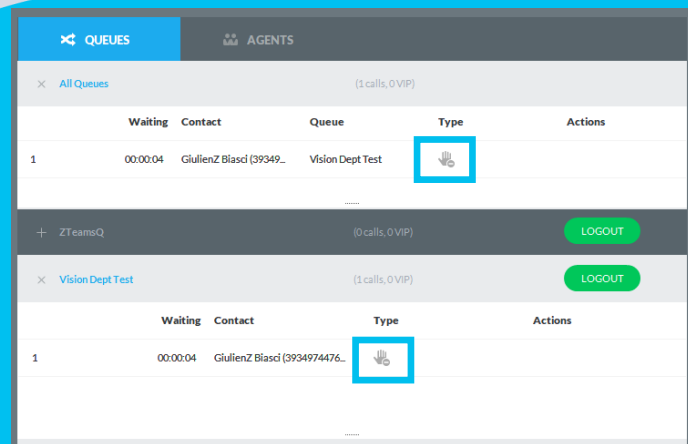 QUEUES AGENTS
All Queues (1 calls, 0 VIP)
Waiting Contact Queue Type Actions
1 00:00:04 GiulienZ Biasci (39349... Vision Dept Test
......
ZTeamsQ (0 calls, 0 VIP) LOGOUT
Vision Dept Test (1 calls, 0 VIP) LOGOUT
Waiting Contact Type Actions
1 00:00:04 GiulienZ Biasci (3934974476...
......